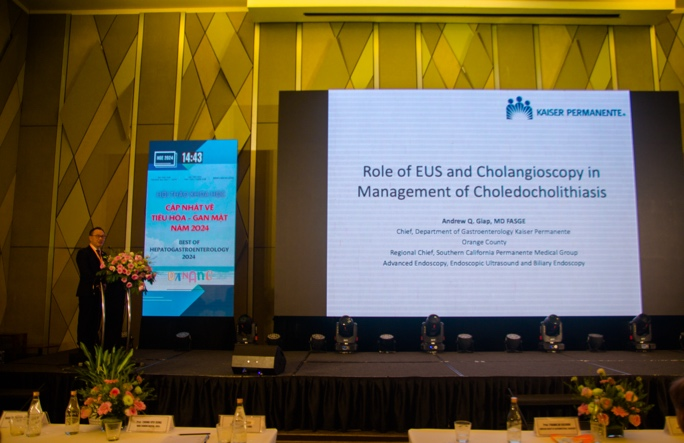 14:43
CẬP NHẬT VỀ
TIÊU HÓA - GAN MẬT
NĂM 2024
BEST OF
HEPATOGASTROENTEROLOGY
2024
KAISER PERMANENTE®
Role of EUS and Cholangioscopy in
Management of Choledocholithiasis
Andrew Q. Giap, MD FASGE
Chief, Department of Gastroenterology Kaiser Permanente
Orange County
Regional Chief, Southern California Permanente Medical Group
Advanced Endoscopy, Endoscopic Ultrasound and Biliary Endoscopy